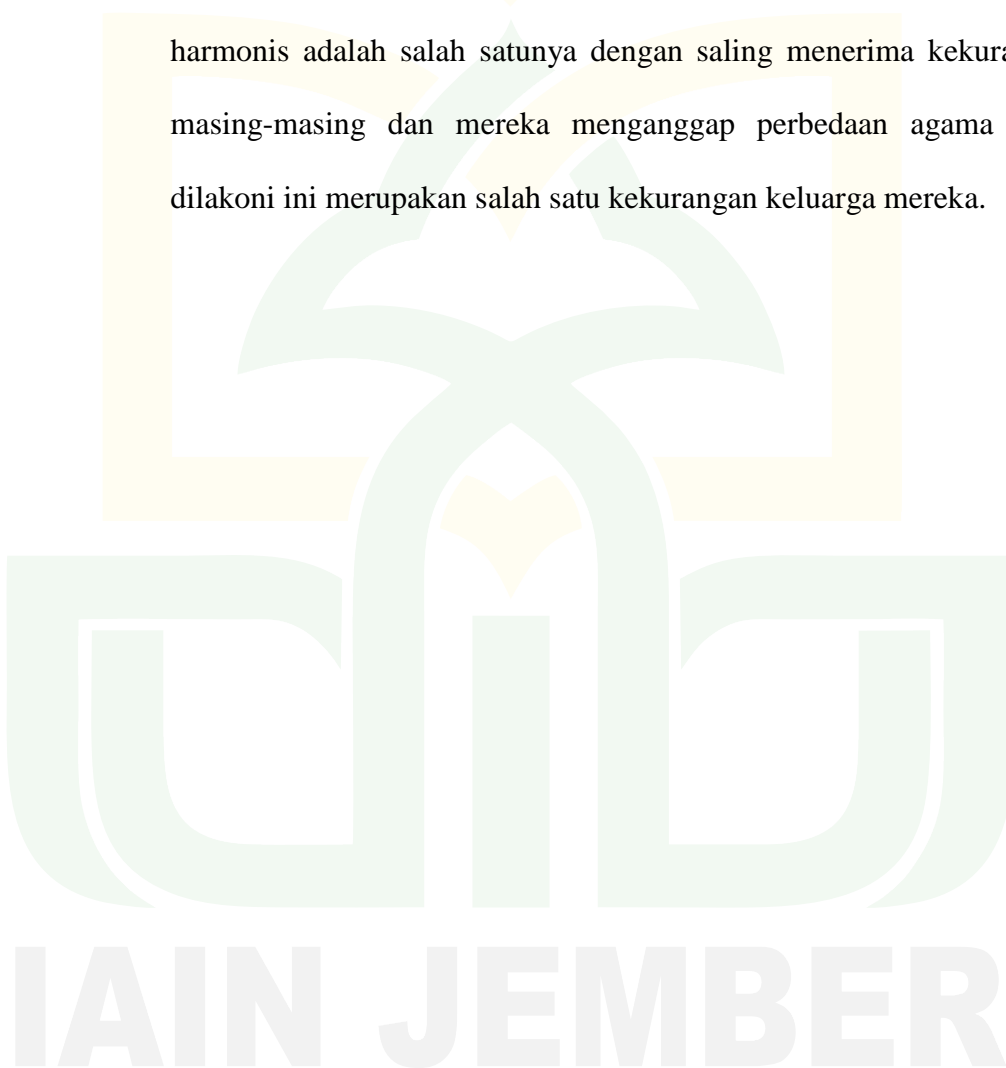 harmonis adalah salah satunya dengan saling menerima
masing-masing dan mereka menganggap perbedaan agama
dilakoni ini merupakan salah satu kekurangan keluarga mereka.
IAIN JEMBER